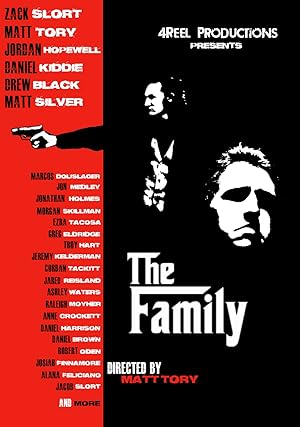 ZACK SLORT
MATT TORY
JORDAN HOPEWELL
DANIEL KIDDIE
DREW BLACK
MATT SILVER
4REEL PRODUCTIONS
PRESENTS
MARCUS DOUSLAGER
JON MEDLEY
JONATHAN HOLMES
MORGAN SKILLMAN
EZRA TACOSA
GREG ELDRIDGE
TROY HART
JEREMY KELDERMAN
CORBAN TACKITT
JARED REISLAND
ASHLEY WATERS
RALEIGH MOYHER
ANNE CROCKETT
DANIEL HARRISON
DANIEL BROWN
ROBERT ODEN
JOSIAH FINNAMORE
ALANA FELICIANO
JACOB SLORT
AND MORE
The
Family
DIRECTED BY
MATT TORY